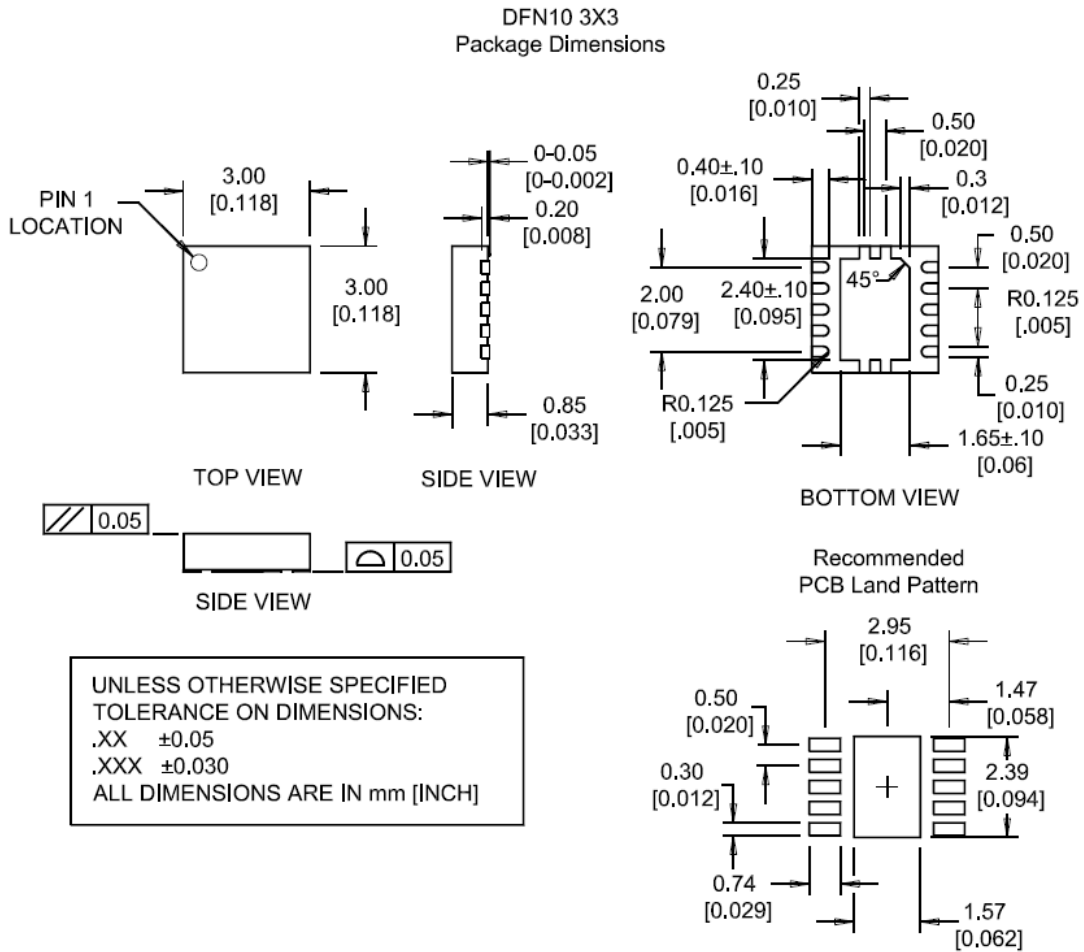 DFN10 3X3
Package Dimensions
PIN 1
LOCATION
3.00
[0.118]
3.00
[0.118]
TOP VIEW
0-0.05
[0-0.002]
0.20
[0.008]
0.85
[0.033]
SIDE VIEW
0.25
[0.010]
0.50
[0.020]
0.40±.10
[0.016]
0.3
[0.012]
0.50
[0.020]
45°
2.00
[0.079]
2.40±.10
[0.095]
R0.125
[.005]
R0.125
[.005]
0.25
[0.010]
1.65±.10
[0.06]
BOTTOM VIEW
0.05
0.05
SIDE VIEW
UNLESS OTHERWISE SPECIFIED
TOLERANCE ON DIMENSIONS:
.XX ±0.05
.XXX ±0.030
ALL DIMENSIONS ARE IN mm [INCH]
Recommended
PCB Land Pattern
2.95
[0.116]
1.47
[0.058]
0.50
[0.020]
0.30
[0.012]
2.39
[0.094]
0.74
[0.029]
1.57
[0.062]